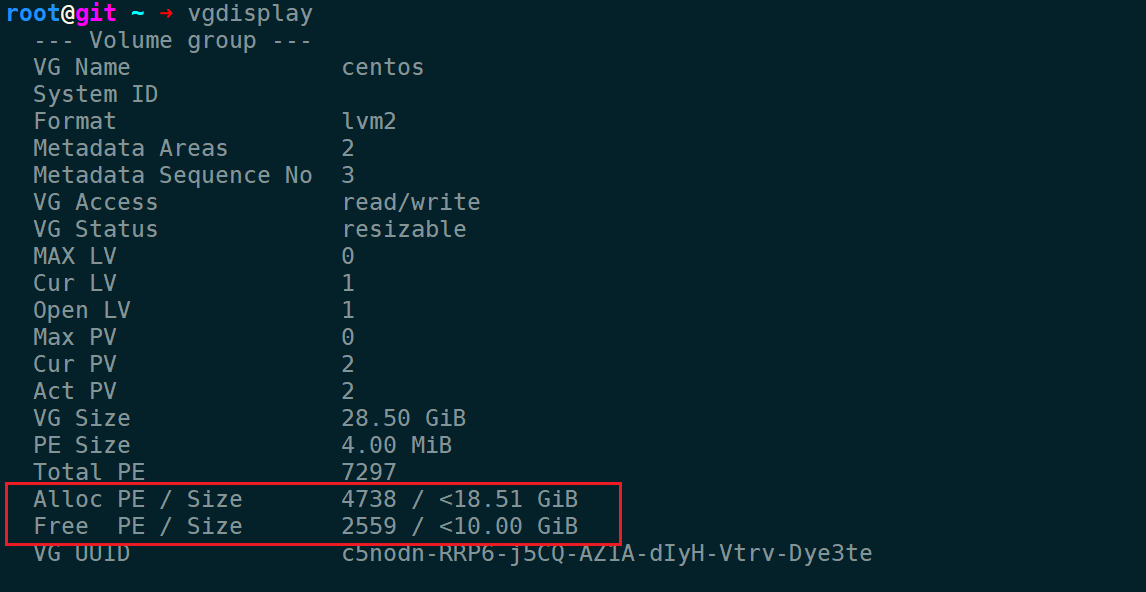 root@git ~ → vgdisplay
--- Volume group ---
VG Name centos
System ID
Format lvm2
Metadata Areas 2
Metadata Sequence No 3
VG Access read/write
VG Status resizable
MAX LV 0
Cur LV 1
Open LV 1
Max PV 0
Cur PV 2
Act PV 2
VG Size 28.50 GiB
PE Size 4.00 MiB
Total PE 7297
Alloc PE / Size 4738 / <18.51 GiB
Free  PE / Size 2559 / <10.00 GiB
VG UUID c5nodn-RRP6-j5CQ-AZIA-dIyH-Vtrv-Dye3te